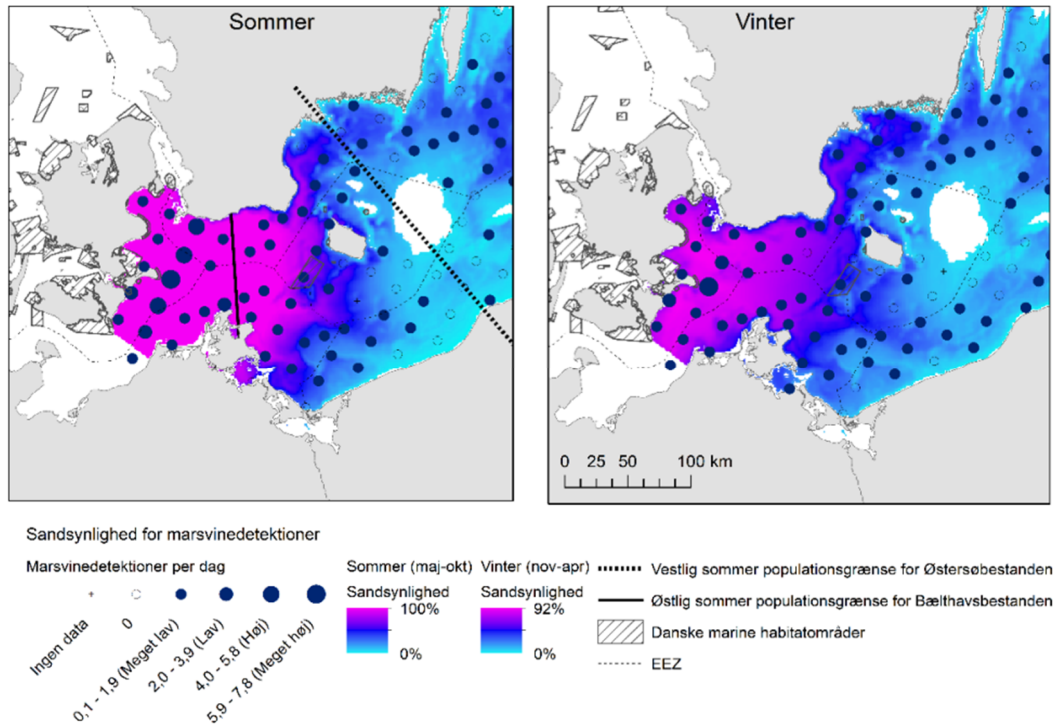 Sommer
Vinter
0 25 50 100 km
Sandsynlighed for marsvinedetektioner
Marsvinedetektioner per dag
Ingen data
0
0,1 - 1,9 (Meget lav)
2,0 - 3,9 (Lav)
4,0 - 5,8 (Høj)
5,9 - 7,8 (Meget høj)
Sommer (maj-okt)
Sandsynlighed
100%
0%
Vinter (nov-apr)
Sandsynlighed
92%
0%
Vestlig sommer populationsgrænse for Østersøbestanden
Østlig sommer populationsgrænse for Bælthavsbestanden
Danske marine habitatområder
EEZ